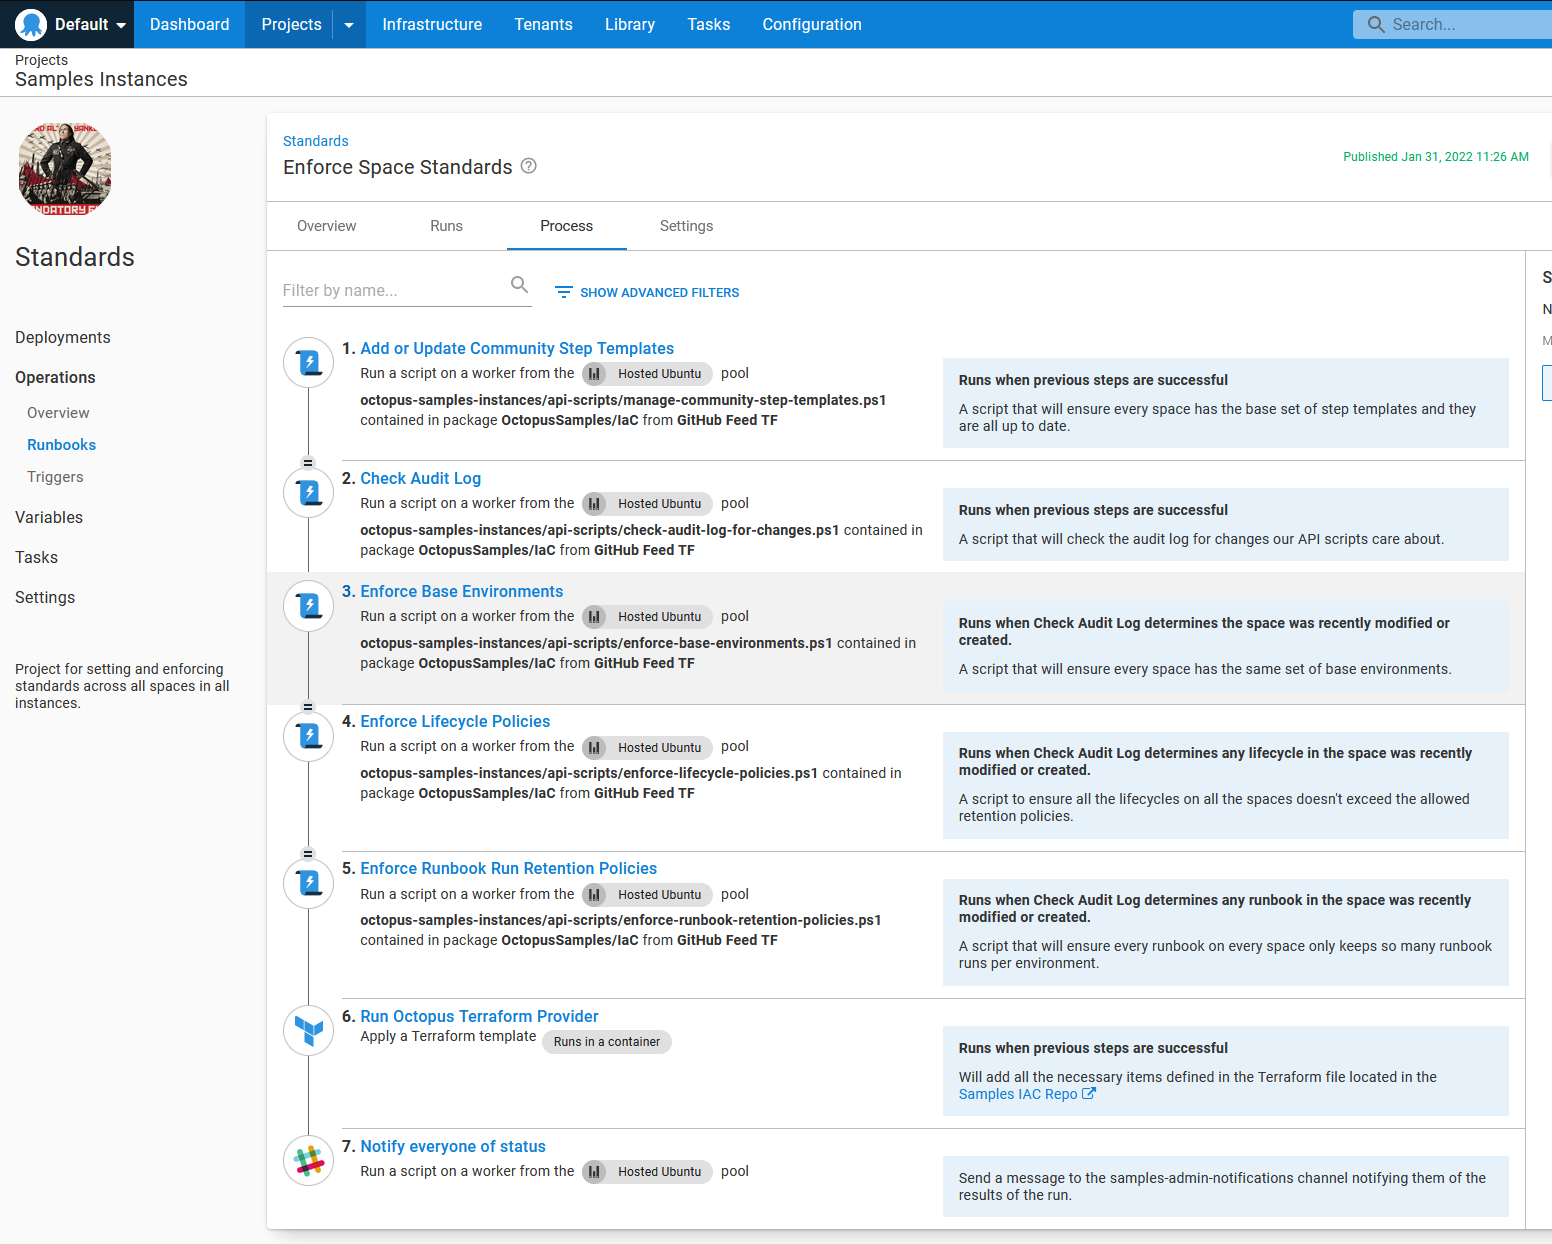 Default
Dashboard
Projects
Infrastructure
Tenants
Library
Tasks
Configuration
Search...
Projects
Samples Instances
Standards
Deployments
Operations
Overview
Runbooks
Triggers
Variables
Tasks
Settings
Project for setting and enforcing
standards across all spaces in all
instances.
Standards
Enforce Space Standards
Published Jan 31, 2022 11:26 AM
Overview
Runs
Process
Settings
Filter by name...
SHOW ADVANCED FILTERS
1. Add or Update Community Step Templates
Run a script on a worker from the Hosted Ubuntu pool
octopus-samples-instances/api-scripts/manage-community-step-templates.ps1
contained in package OctopusSamples/IaC from GitHub Feed TF
Runs when previous steps are successful
A script that will ensure every space has the base set of step templates and they
are all up to date.
2. Check Audit Log
Run a script on a worker from the Hosted Ubuntu pool
octopus-samples-instances/api-scripts/check-audit-log-for-changes.ps1 contained in
package OctopusSamples/IaC from GitHub Feed TF
Runs when previous steps are successful
A script that will check the audit log for changes our API scripts care about.
3. Enforce Base Environments
Run a script on a worker from the Hosted Ubuntu pool
octopus-samples-instances/api-scripts/enforce-base-environments.ps1 contained in
package OctopusSamples/IaC from GitHub Feed TF
Runs when Check Audit Log determines the space was recently modified or
created.
A script that will ensure every space has the same set of base environments.
4. Enforce Lifecycle Policies
Run a script on a worker from the Hosted Ubuntu pool
octopus-samples-instances/api-scripts/enforce-lifecycle-policies.ps1 contained in
package OctopusSamples/IaC from GitHub Feed TF
Runs when Check Audit Log determines any lifecycle in the space was recently
modified or created.
A script to ensure all the lifecycles on all the spaces doesn't exceed the allowed
retention policies.
5. Enforce Runbook Run Retention Policies
Run a script on a worker from the Hosted Ubuntu pool
octopus-samples-instances/api-scripts/enforce-runbook-retention-policies.ps1
contained in package OctopusSamples/IaC from GitHub Feed TF
Runs when Check Audit Log determines any runbook in the space was recently
modified or created.
A script that will ensure every runbook on every space only keeps so many runbook
runs per environment.
6. Run Octopus Terraform Provider
Apply a Terraform template Runs in a container
Runs when previous steps are successful
Will add all the necessary items defined in the Terraform file located in the
Samples IAC Repo
7. Notify everyone of status
Run a script on a worker from the Hosted Ubuntu pool
Send a message to the samples-admin-notifications channel notifying them of the
results of the run.